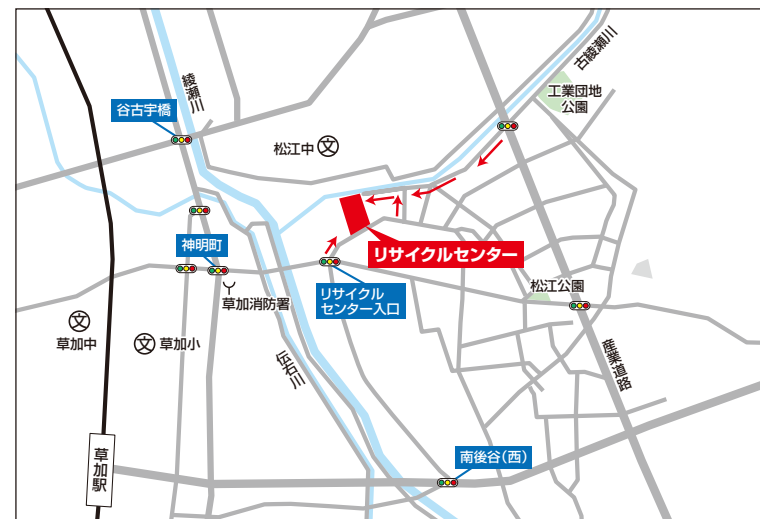 綾瀬川
古綾瀬川
工業団地
公園
谷古宇橋
松江中
文
リサイクルセンター
神明町
リサイクル
センター入口
松江公園
草加消防署
文
草加中
文
草加小
伝右川
産業道路
草加駅
南後谷(西)